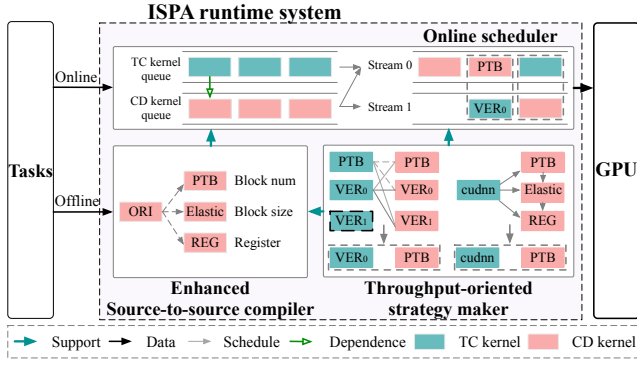 ISPA runtime system
Online scheduler
TC kernel
queue
CD kernel
queue
Stream 0
Stream 1
PTB
VER0
Online
Offline
Tasks
GPU
ORI
PTB
Elastic
REG
Block num
Block size
Register
PTB
VER0
VER1
PTB
VER0
VER1
VER0
PTB
cudnn
PTB
Elastic
REG
cudnn
PTB
Enhanced
Source-to-source compiler
Throughput-oriented
strategy maker
Support
Data
Schedule
Dependence
TC kernel
CD kernel